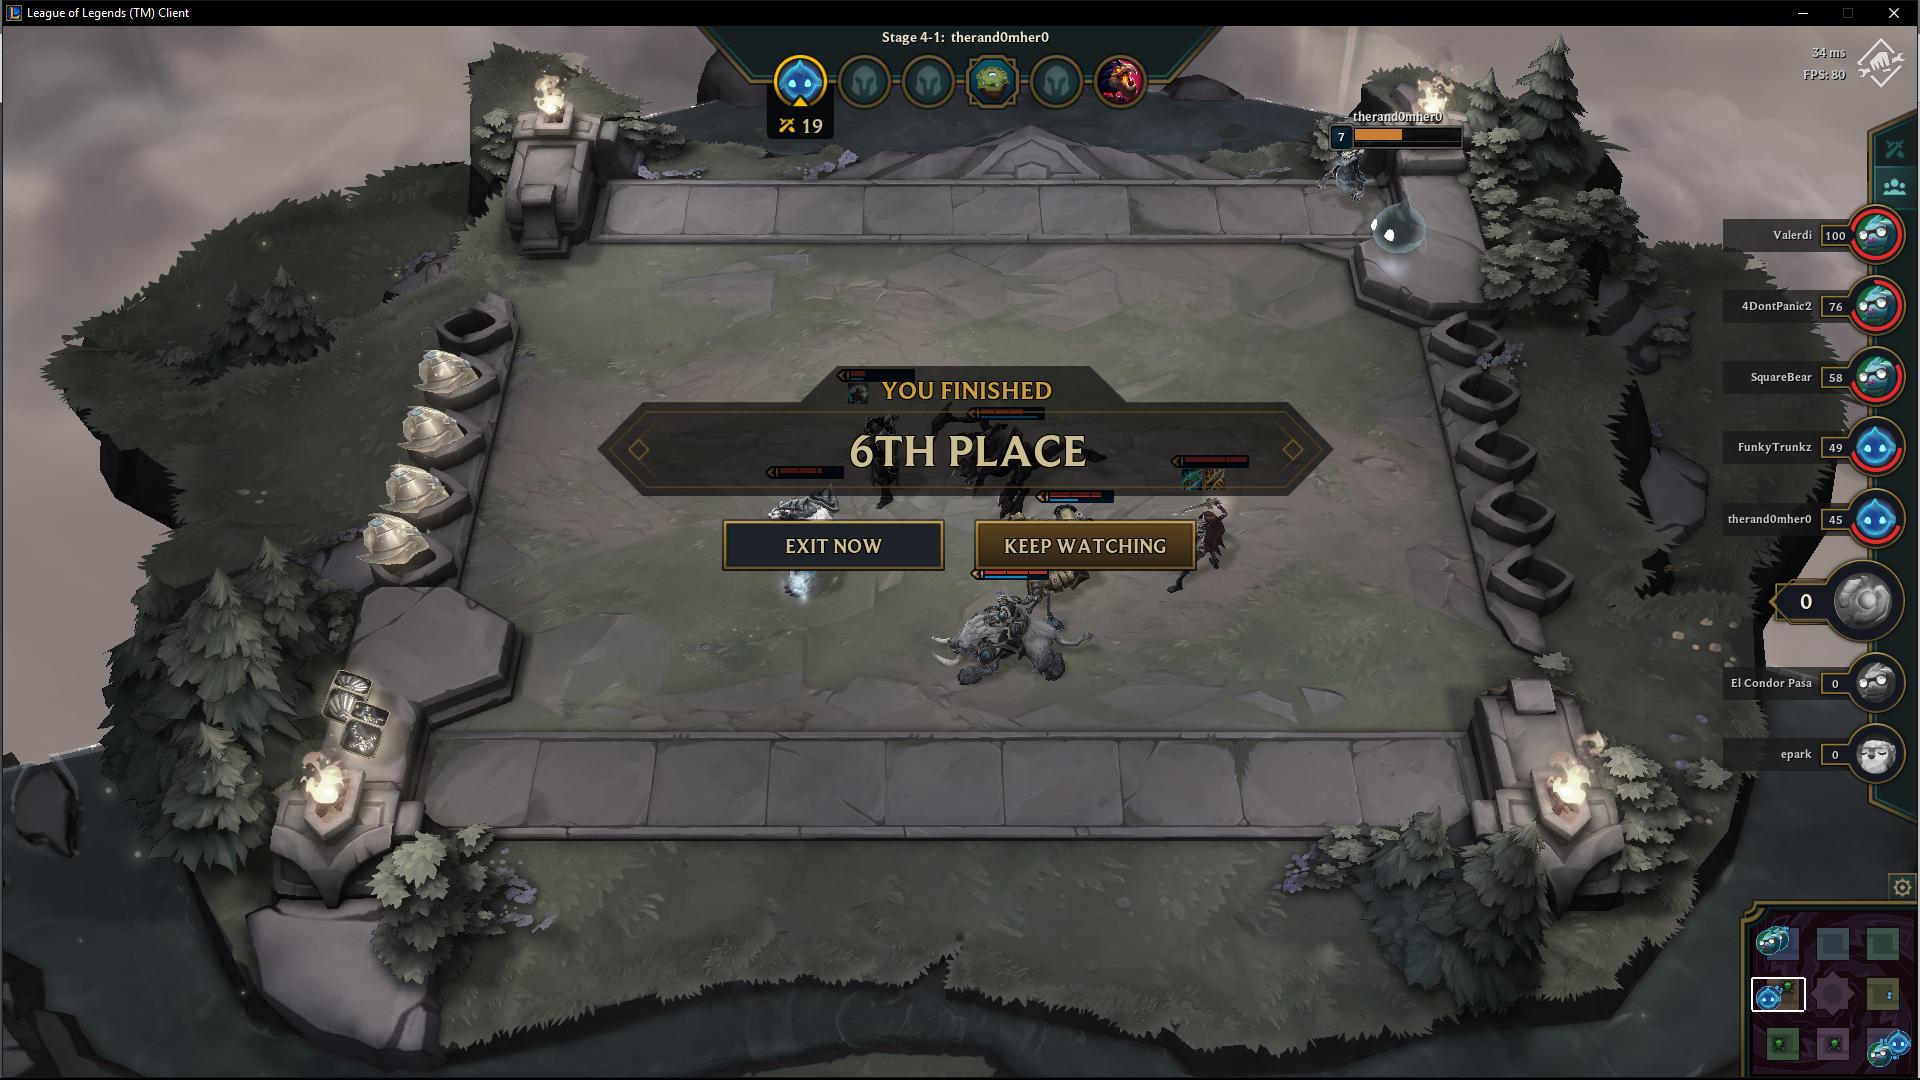 League of Legends (TM) Client
Stage 4-1: therand0mher0
34 ms
FPS: 80
19
therand0mher0
7
Valerdi 100
4DontPanic2 76
SquareBear 58
YOU FINISHED
6TH PLACE
FunkyTrunkz 49
therand0mher0 45
EXIT NOW
KEEP WATCHING
0
El Condor Pasa 0
epark 0